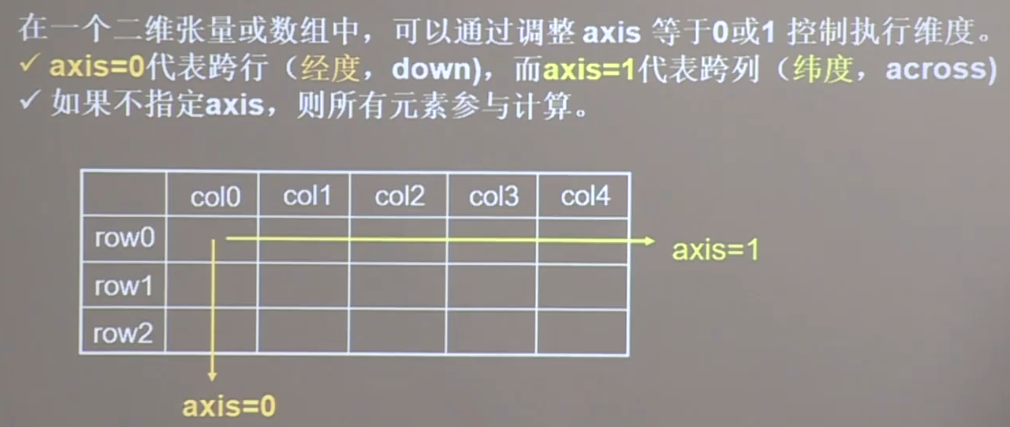 在一个二维张量或数组中，可以通过调整 axis 等于0或1 控制执行维度。
✓ axis=0代表跨行（经度，down)，而axis=1代表跨列（纬度，across)
✓ 如果不指定axis，则所有元素参与计算。
col0 col1 col2 col3 col4
row0
axis=1
row1
row2
axis=0